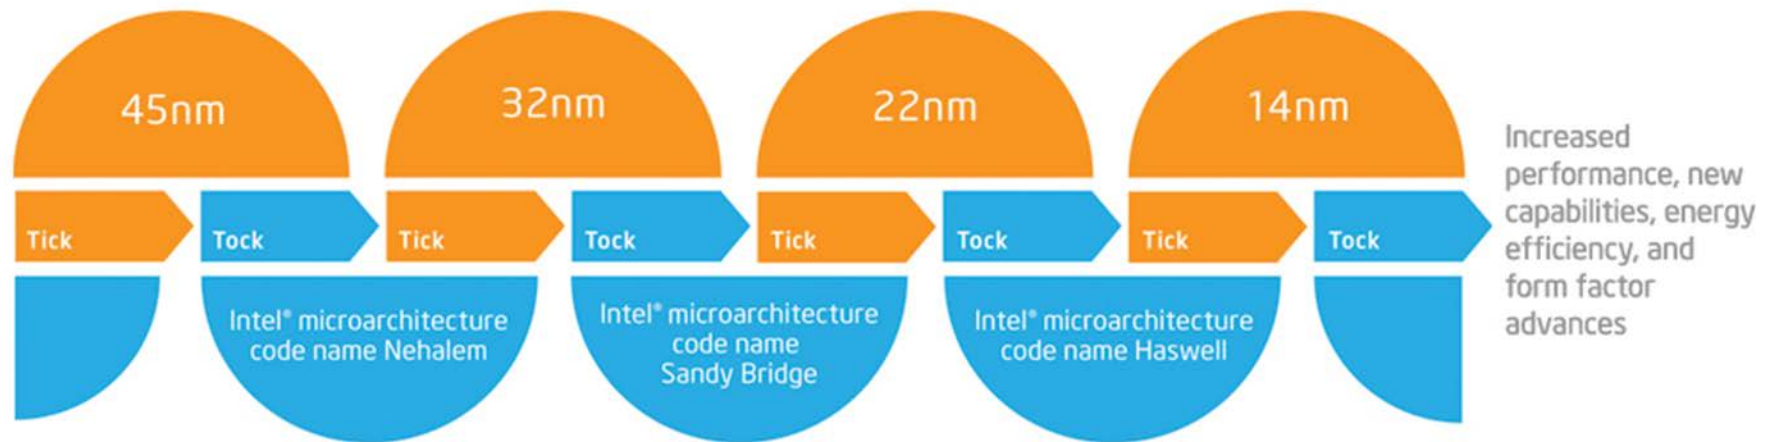 45nm
32nm
22nm
14nm
Tick
Tock
Tick
Tock
Tick
Tock
Tick
Tock
Intel® microarchitecture
code name Nehalem
Intel® microarchitecture
code name
Sandy Bridge
Intel® microarchitecture
code name Haswell
Increased
performance, new
capabilities, energy
efficiency, and
form factor
advances